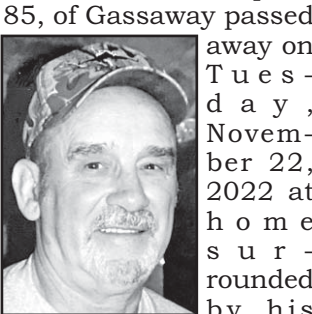 85, of Gassaway passed
away on
Tues-
day,
Novem-
ber 22,
2022 at
home
sur-
rounded
by his